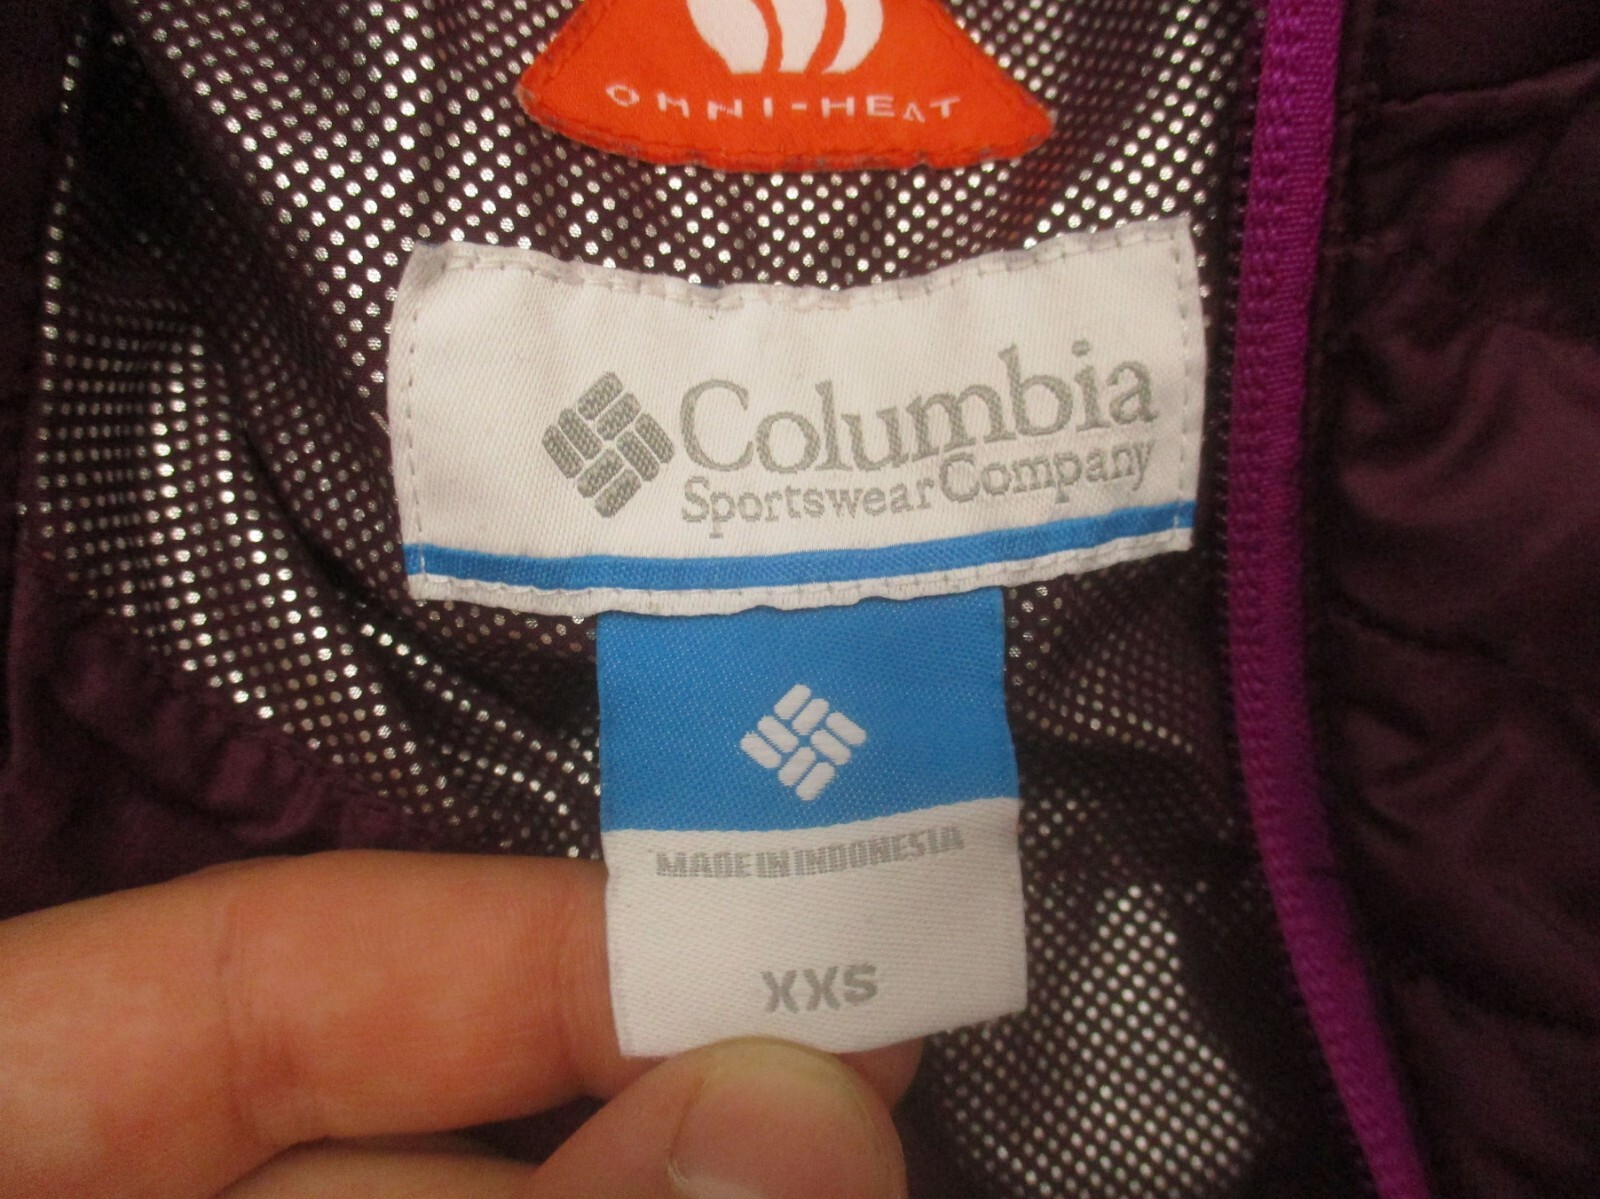 OMNI-HEAT
Columbia
Sportswear Company
MADE IN INDONESIA
XXS